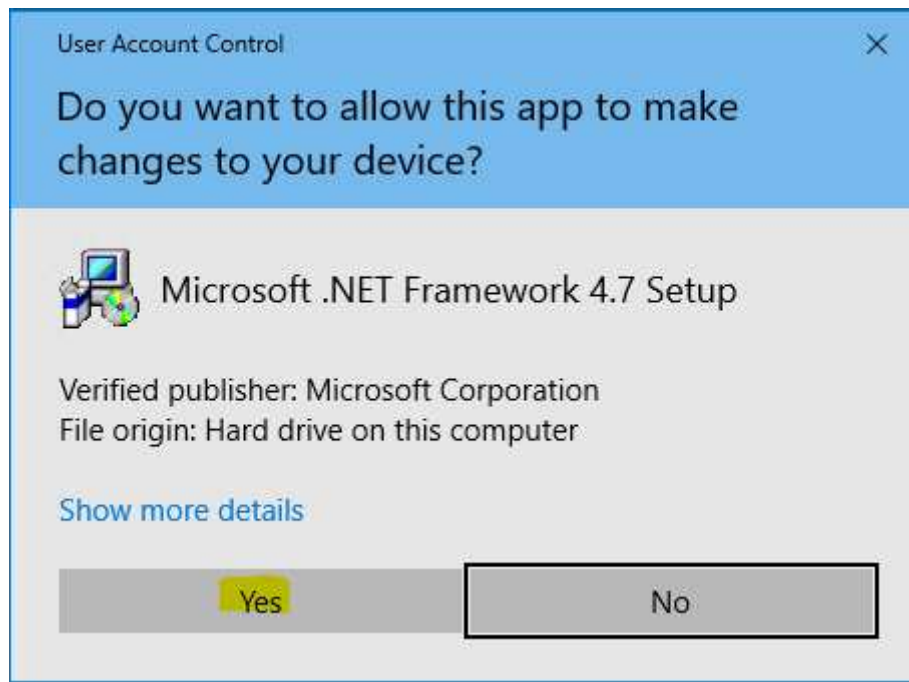 User Account Control
Do you want to allow this app to make
changes to your device?
Microsoft .NET Framework 4.7 Setup
Verified publisher: Microsoft Corporation
File origin: Hard drive on this computer
Show more details
Yes
No